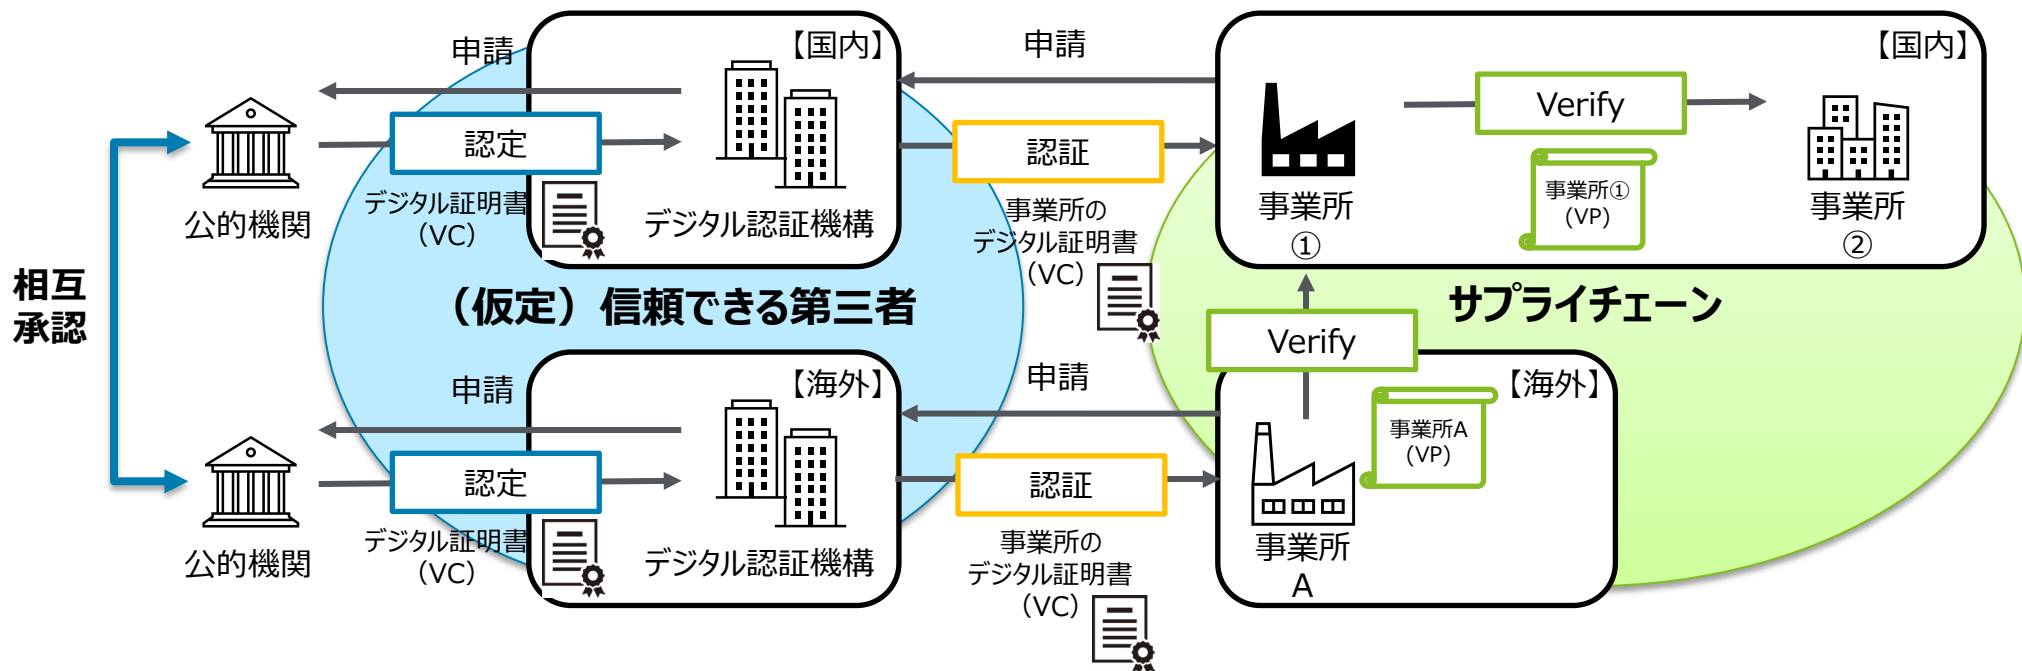 相互
承認
公的機関
申請
認定
デジタル証明書
（VC）
【国内】
デジタル認証機構
申請
認証
事業所の
デジタル証明書
（VC）
【国内】
事業所
①
Verify
事業所①
(VP)
事業所
②
（仮定）信頼できる第三者
サプライチェーン
公的機関
申請
認定
デジタル証明書
（VC）
【海外】
デジタル認証機構
申請
認証
事業所の
デジタル証明書
（VC）
Verify
【海外】
事業所A
(VP)
事業所
A